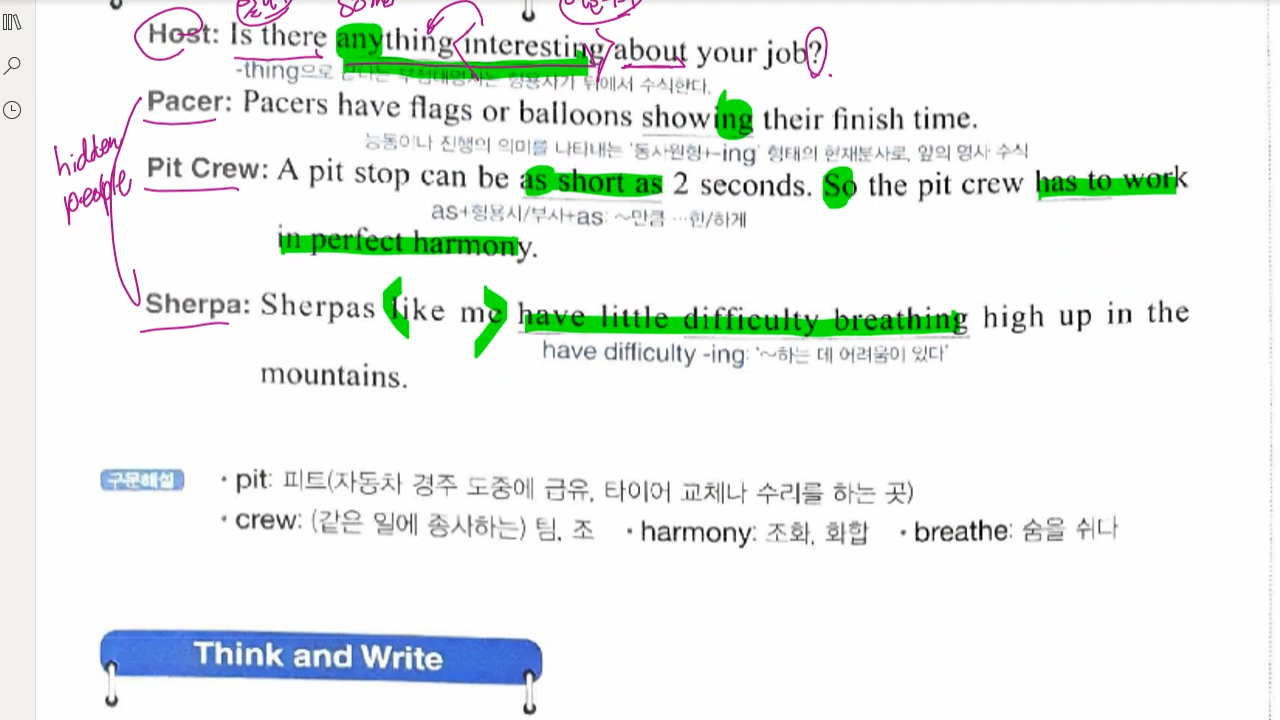 Host: Is there anything interesting about your job?
-thing으로 끝나는 부정대명사는 형용사가 뒤에서 수식한다.
Pacer: Pacers have flags or balloons showing their finish time.
능동이나 진행의 의미를 나타내는 '동사원형+-ing' 형태의 현재분사로, 앞의 명사 수식
hidden
people
Pit Crew: A pit stop can be as short as 2 seconds. So the pit crew has to work
as+형용사/부사+as: ~만큼 …한/하게
in perfect harmony.
Sherpa: Sherpas like me have little difficulty breathing high up in the
have difficulty -ing: '~하는 데 어려움이 있다'
mountains.
구문해설 • pit: 피트(자동차 경주 도중에 급유, 타이어 교체나 수리를 하는 곳)
• crew: (같은 일에 종사하는) 팀, 조 • harmony: 조화, 화합 • breathe: 숨을 쉬다
Think and Write